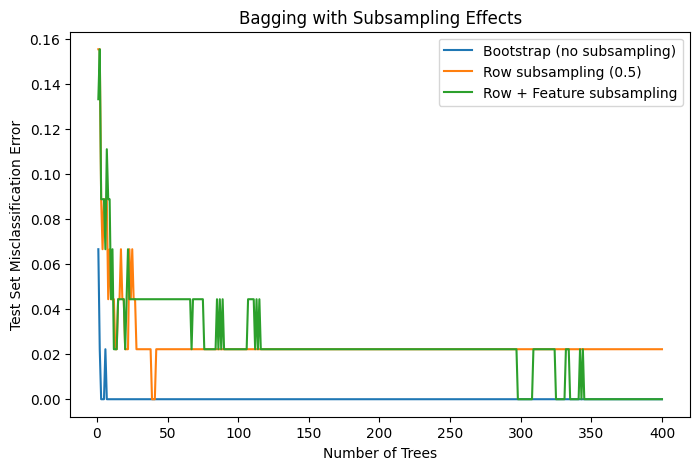 Bagging with Subsampling Effects
Bootstrap (no subsampling)
Row subsampling (0.5)
Row + Feature subsampling
Test Set Misclassification Error
0.16
0.14
0.12
0.10
0.08
0.06
0.04
0.02
0.00
0 50 100 150 200 250 300 350 400
Number of Trees